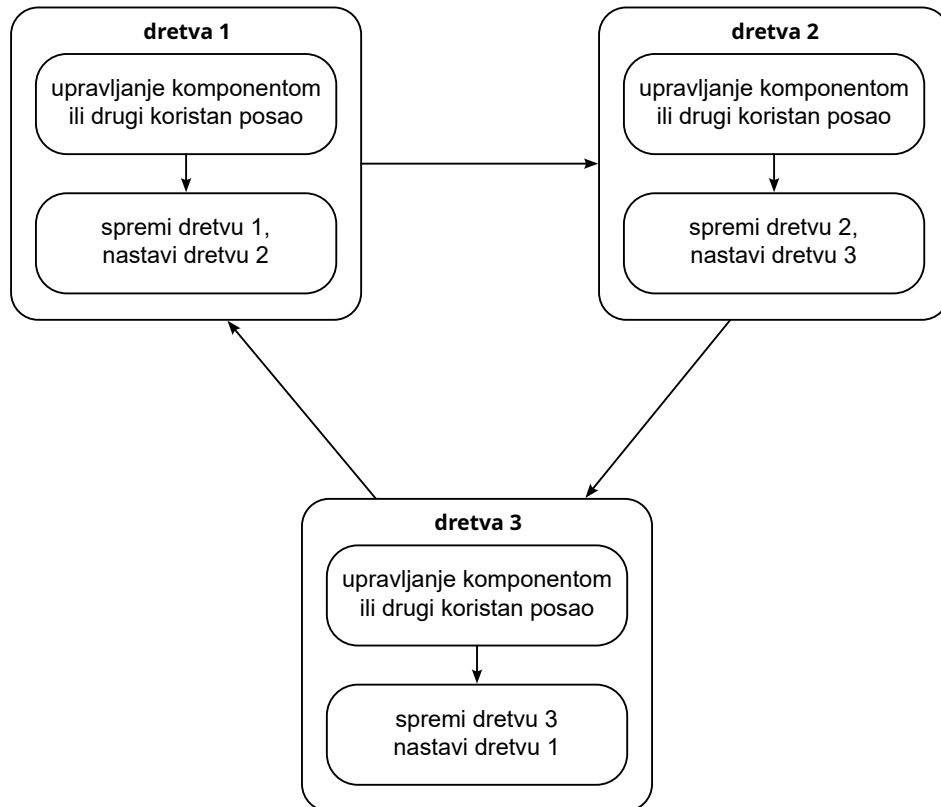 dretva 1
upravljanje komponentom
ili drugi koristan posao
spremi dretvu 1,
nastavi dretvu 2
dretva 2
upravljanje komponentom
ili drugi koristan posao
spremi dretvu 2,
nastavi dretvu 3
dretva 3
upravljanje komponentom
ili drugi koristan posao
spremi dretvu 3
nastavi dretvu 1